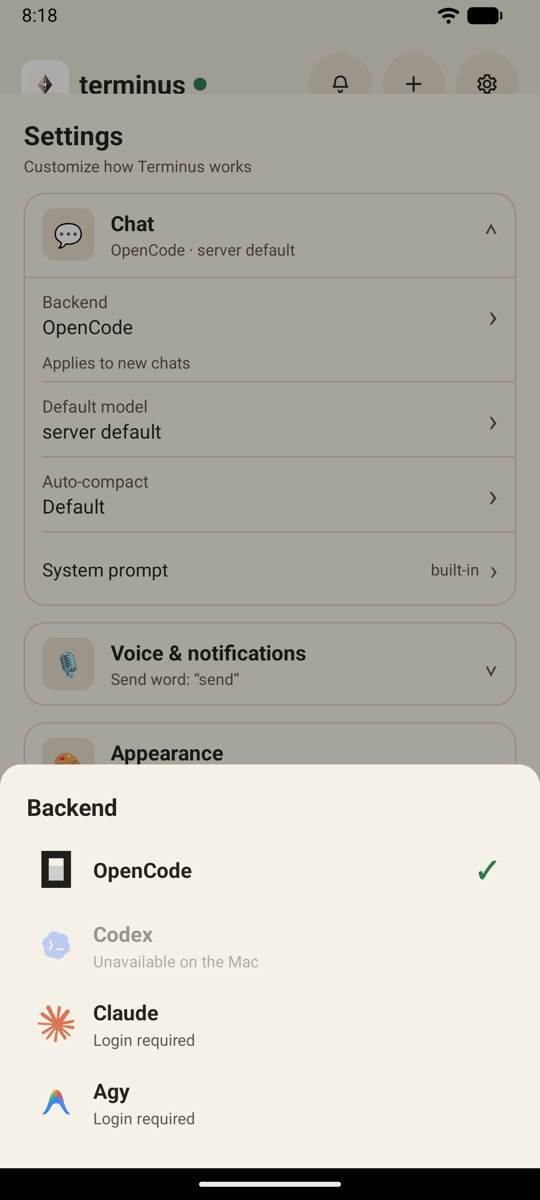 8:18
terminus
Settings
Customize how Terminus works
Chat
OpenCode · server default
Backend
OpenCode
Applies to new chats
Default model
server default
Auto-compact
Default
System prompt
built-in
Voice & notifications
Send word: “send”
Appearance
Backend
OpenCode
Codex
Unavailable on the Mac
Claude
Login required
Agy
Login required